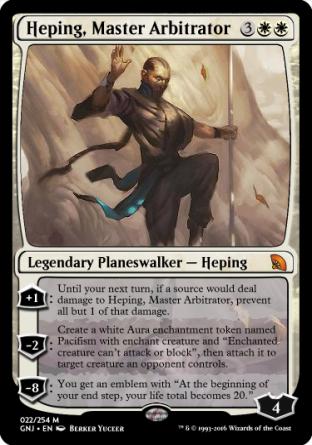 Heping, Master Arbitrator 3
Legendary Planeswalker — Heping
+1: Until your next turn, if a source would deal
damage to Heping, Master Arbitrator, prevent
all but 1 of that damage.
-2: Create a white Aura enchantment token named
Pacifism with enchant creature and “Enchanted
creature can't attack or block”, then attach it to
target creature an opponent controls.
-8: You get an emblem with “At the beginning of
your end step, your life total becomes 20.”
4
022/254 M
GNJ • EN BERKER YUCEER
™ & © 1993-2016 Wizards of the Coast